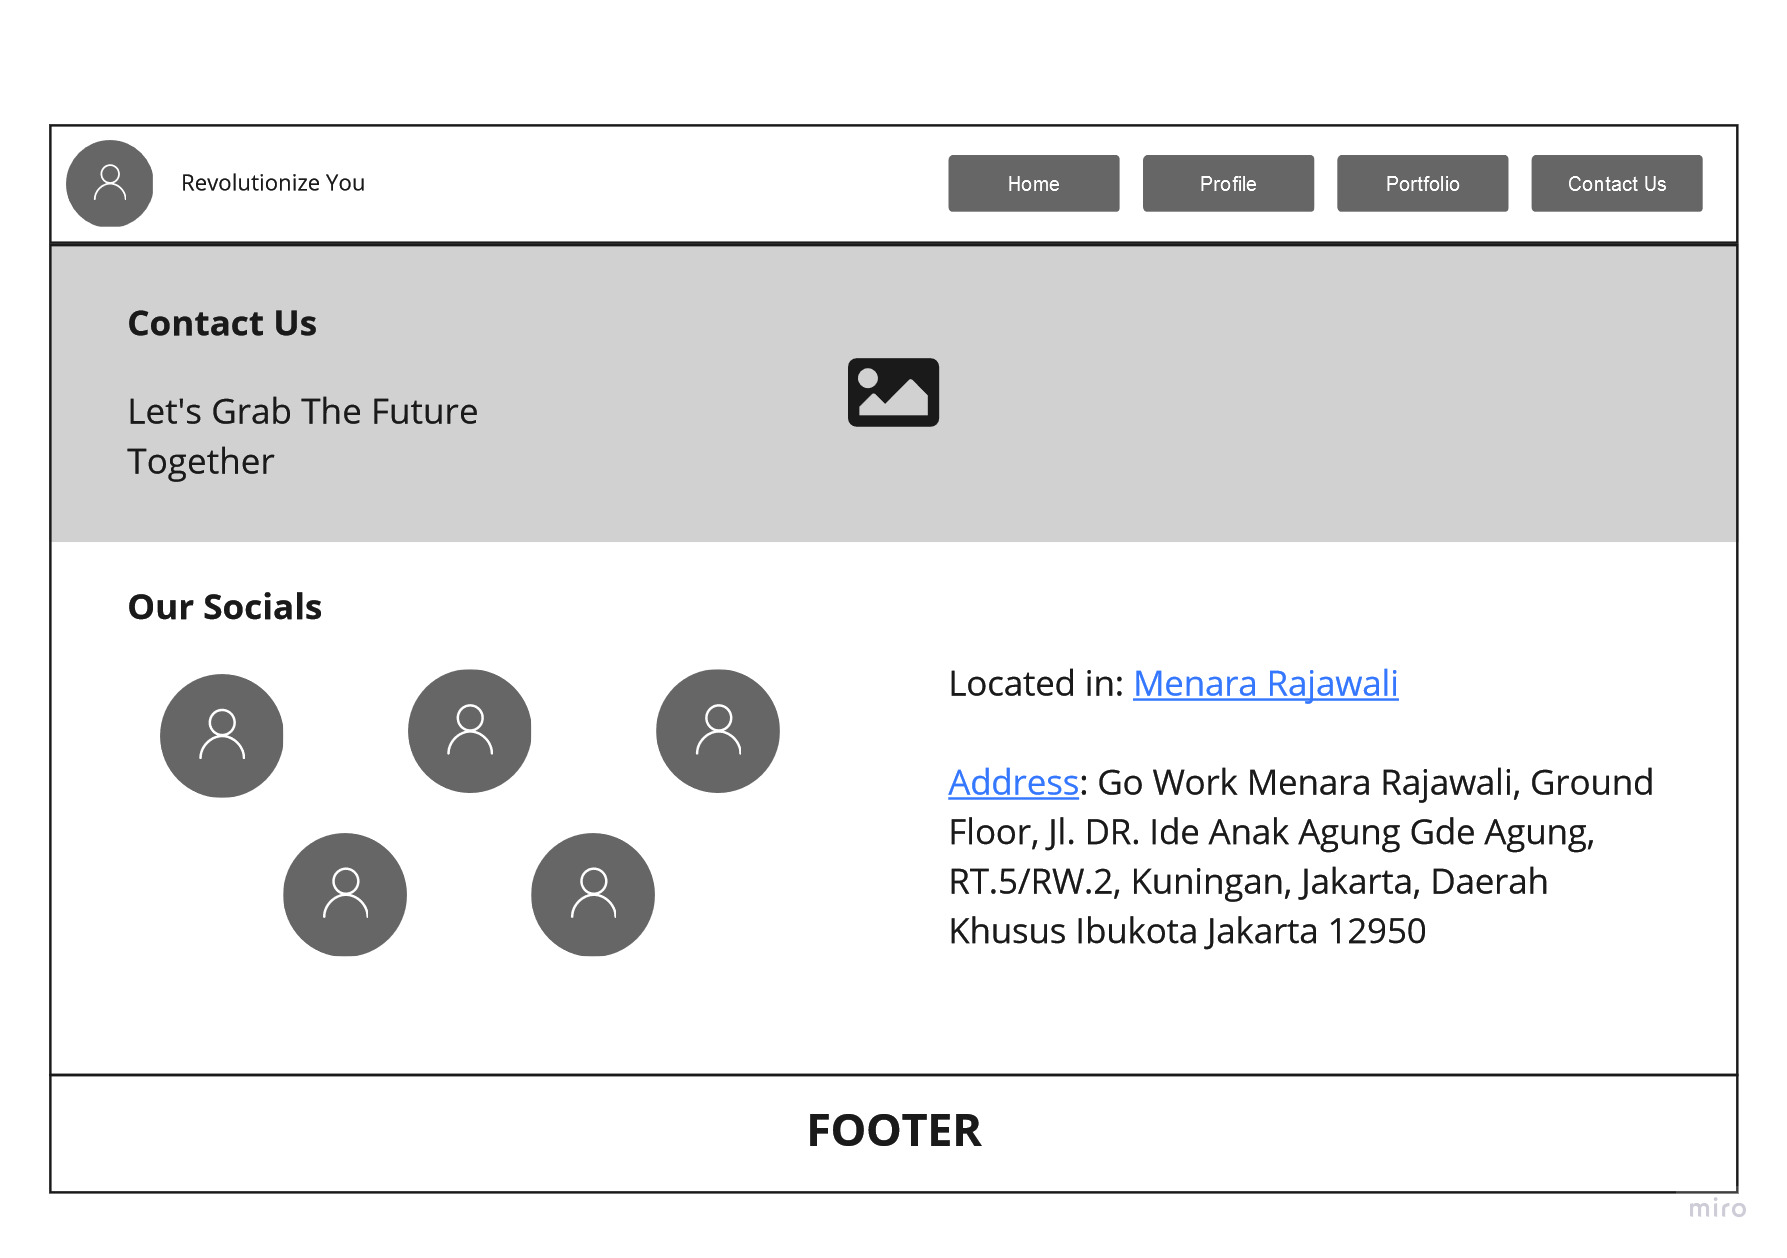 Revolutionize You
Home
Profile
Portfolio
Contact Us
Contact Us
Let's Grab The Future
Together
Our Socials
Located in: Menara Rajawali
Address: Go Work Menara Rajawali, Ground
Floor, Jl. DR. Ide Anak Agung Gde Agung,
RT.5/RW.2, Kuningan, Jakarta, Daerah
Khusus Ibukota Jakarta 12950
FOOTER
miro